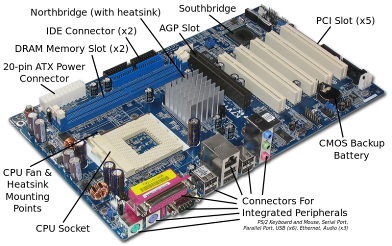 Southbridge
Northbridge (with heatsink)
IDE Connector (x2)
AGP Slot
PCI Slot (x5)
DRAM Memory Slot (x2)
20-pin ATX Power
Connector
CMOS Backup
Battery
CPU Fan &
Heatsink
Mounting
Points
CPU Socket
Connectors For
Integrated Peripherals
PS/2 Keyboard and Mouse, Serial Port,
Parallel Port, USB (x6), Ethernet, Audio (x3)